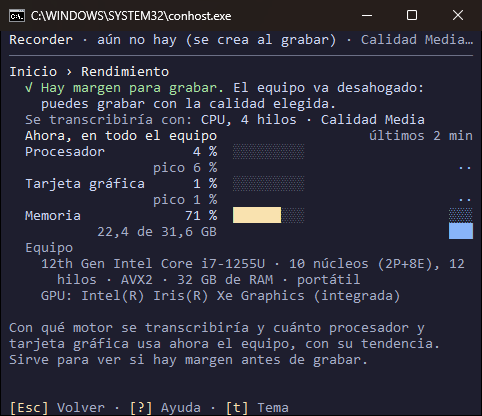 C:\WINDOWS\SYSTEM32\conhost.exe
Recorder · aún no hay (se crea al grabar) · Calidad Media…
Inicio › Rendimiento
√ Hay margen para grabar. El equipo va desahogado:
puedes grabar con la calidad elegida.
Se transcribiría con: CPU, 4 hilos · Calidad Media
Ahora, en todo el equipo últimos 2 min
Procesador 4 %
pico 6 %
Tarjeta gráfica 1 %
pico 1 %
Memoria 71 %
22,4 de 31,6 GB
Equipo
12th Gen Intel Core i7-1255U · 10 núcleos (2P+8E), 12
hilos · AVX2 · 32 GB de RAM · portátil
GPU: Intel(R) Iris(R) Xe Graphics (integrada)
Con qué motor se transcribiría y cuánto procesador y
tarjeta gráfica usa ahora el equipo, con su tendencia.
Sirve para ver si hay margen antes de grabar.
[Esc] Volver · [?] Ayuda · [t] Tema